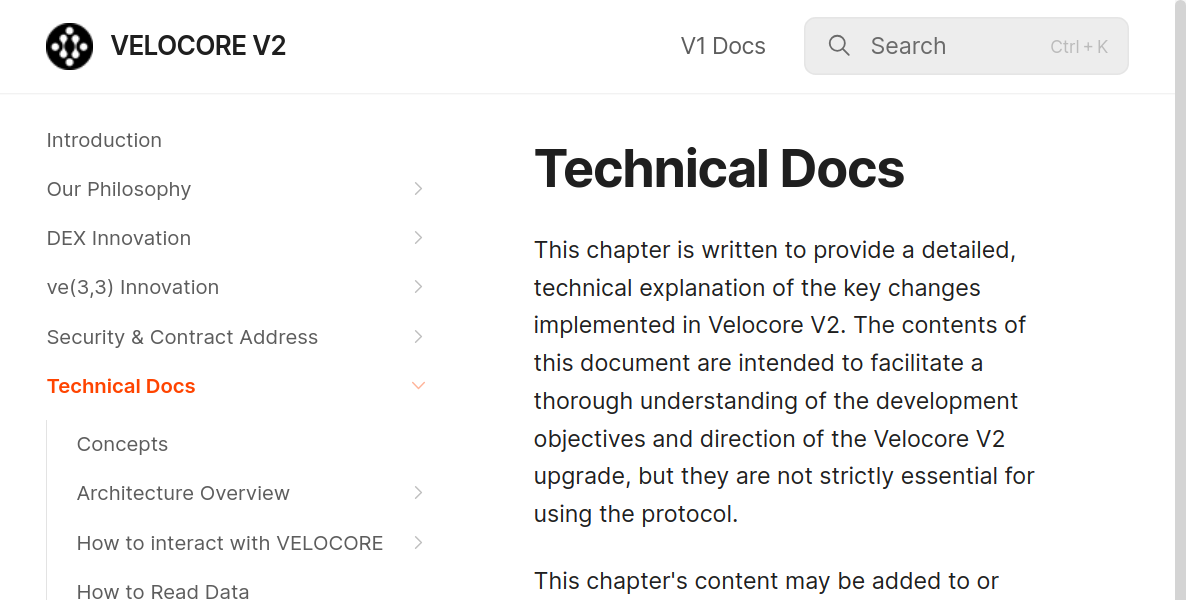 VELOCORE V2
V1 Docs
Search
Ctrl + K
Introduction
Our Philosophy
DEX Innovation
ve(3,3) Innovation
Security & Contract Address
Technical Docs
Concepts
Architecture Overview
How to interact with VELOCORE
How to Read Data
Technical Docs
This chapter is written to provide a detailed,
technical explanation of the key changes
implemented in Velocore V2. The contents of
this document are intended to facilitate a
thorough understanding of the development
objectives and direction of the Velocore V2
upgrade, but they are not strictly essential for
using the protocol.
This chapter's content may be added to or